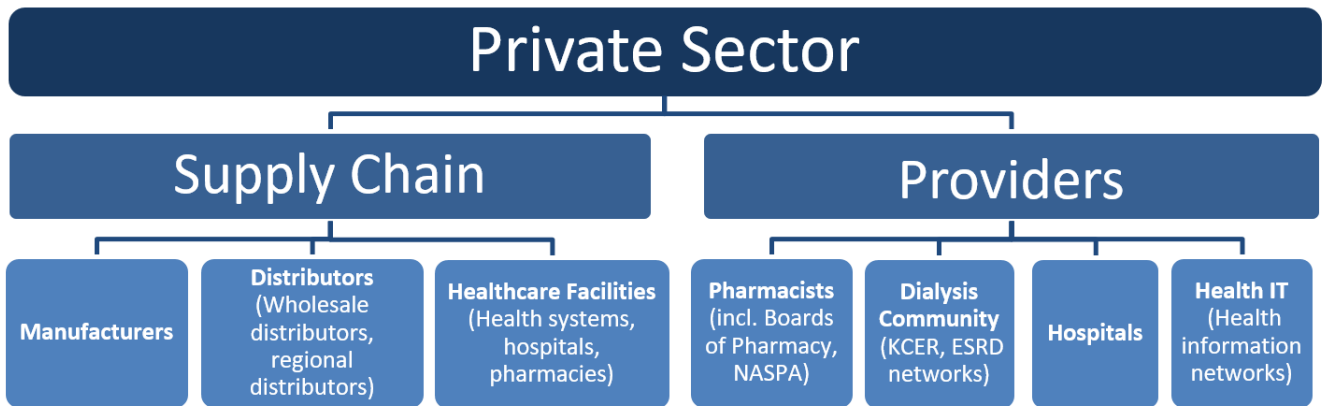 Private Sector
Supply Chain
Providers
Manufacturers
Distributors
(Wholesale
distributors,
regional
distributors)
Healthcare Facilities
(Health systems,
hospitals,
pharmacies)
Pharmacists
(incl. Boards
of Pharmacy,
NASPA)
Dialysis
Community
(KCER, ESRD
networks)
Hospitals
Health IT
(Health
information
networks)